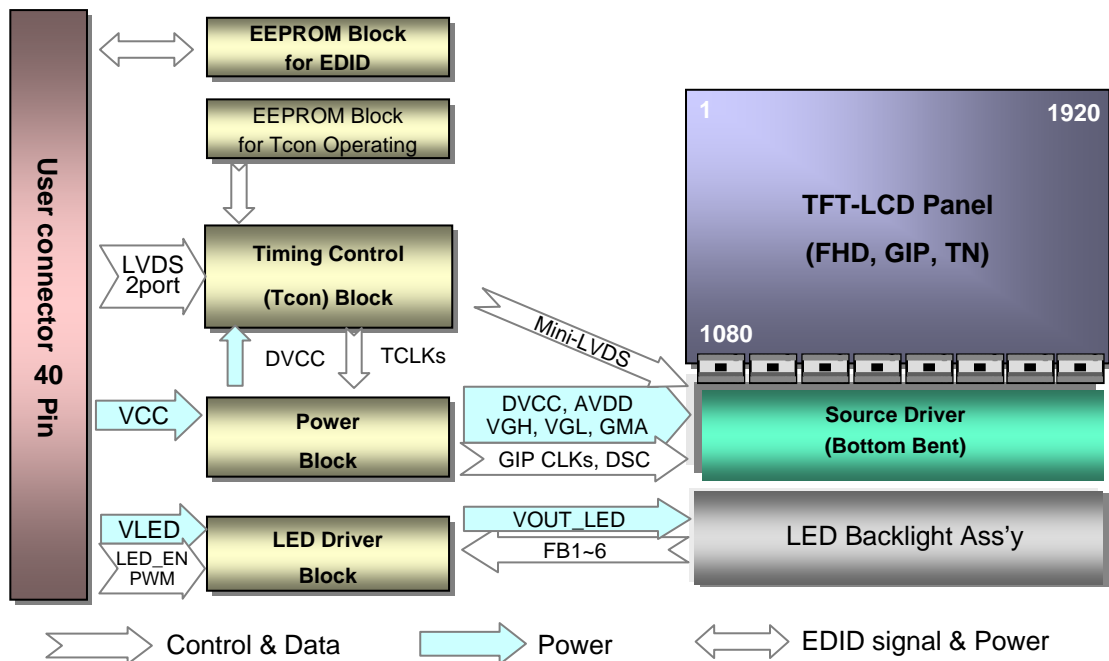 User connector 40 Pin
EEPROM Block
for EDID
EEPROM Block
for Tcon Operating
LVDS
2port
Timing Control
(Tcon) Block
DVCC
TCLKs
Mini-LVDS
VCC
Power
Block
DVCC, AVDD
VGH, VGL, GMA
GIP CLKs, DSC
VLED
LED_EN
PWM
LED Driver
Block
VOUT_LED
FB1~6
1
1920
TFT-LCD Panel
(FHD, GIP, TN)
1080
Source Driver
(Bottom Bent)
LED Backlight Ass'y
Control & Data
Power
EDID signal & Power